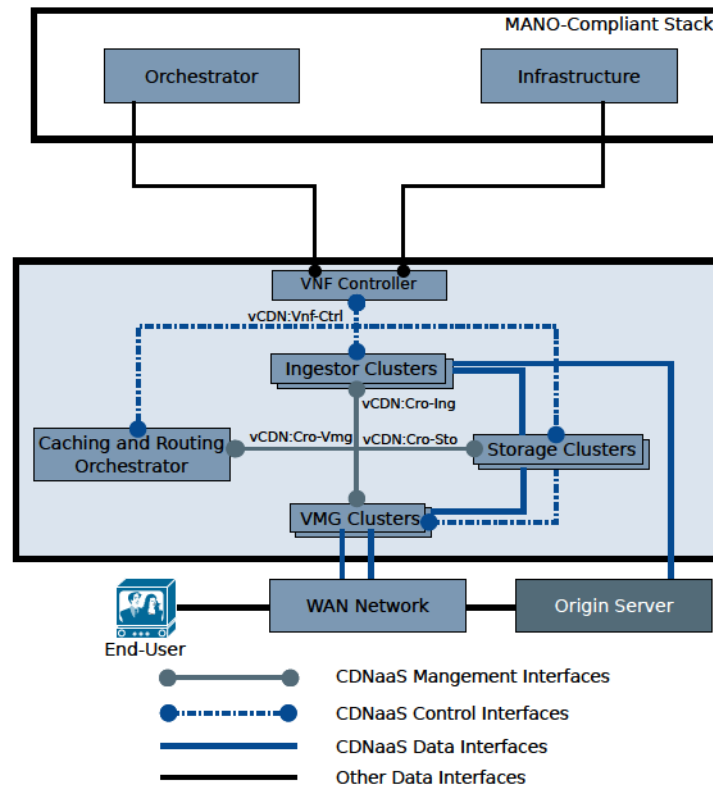 MANO-Compliant Stack
Orchestrator
Infrastructure
VNF Controller
vCDN:Vnf-Ctrl
Ingestor Clusters
vCDN:Cro-Ing
Caching and Routing
Orchestrator
vCDN:Cro-Vmg
vCDN:Cro-Sto
Storage Clusters
VMG Clusters
WAN Network
Origin Server
End-User
CDNaaS Mangement Interfaces
CDNaaS Control Interfaces
CDNaaS Data Interfaces
Other Data Interfaces